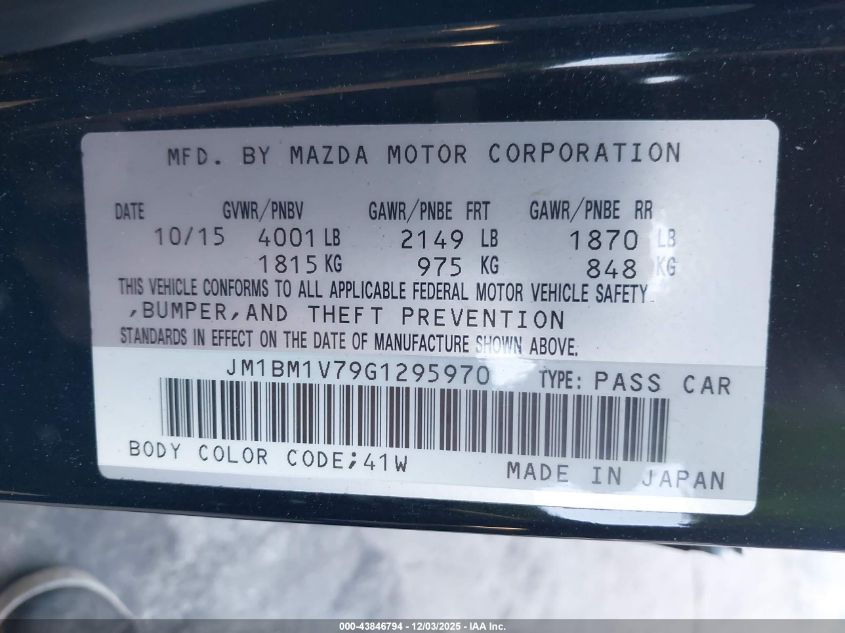 MFD. BY MAZDA MOTOR CORPORATION
DATE GVWR/PNBV GAWR/PNBE FRT GAWR/PNBE RR
10/15 4001 LB 2149 LB 1870 LB
1815 KG 975 KG 848 KG
THIS VEHICLE CONFORMS TO ALL APPLICABLE FEDERAL MOTOR VEHICLE SAFETY
,BUMPER,AND THEFT PREVENTION
STANDARDS IN EFFECT ON THE DATE OF MANUFACTURE SHOWN ABOVE.
JM1BM1V79G1295970 TYPE: PASS CAR
BODY COLOR CODE;41W
MADE IN JAPAN
000-43846794 - 12/03/2025 - IAA Inc.